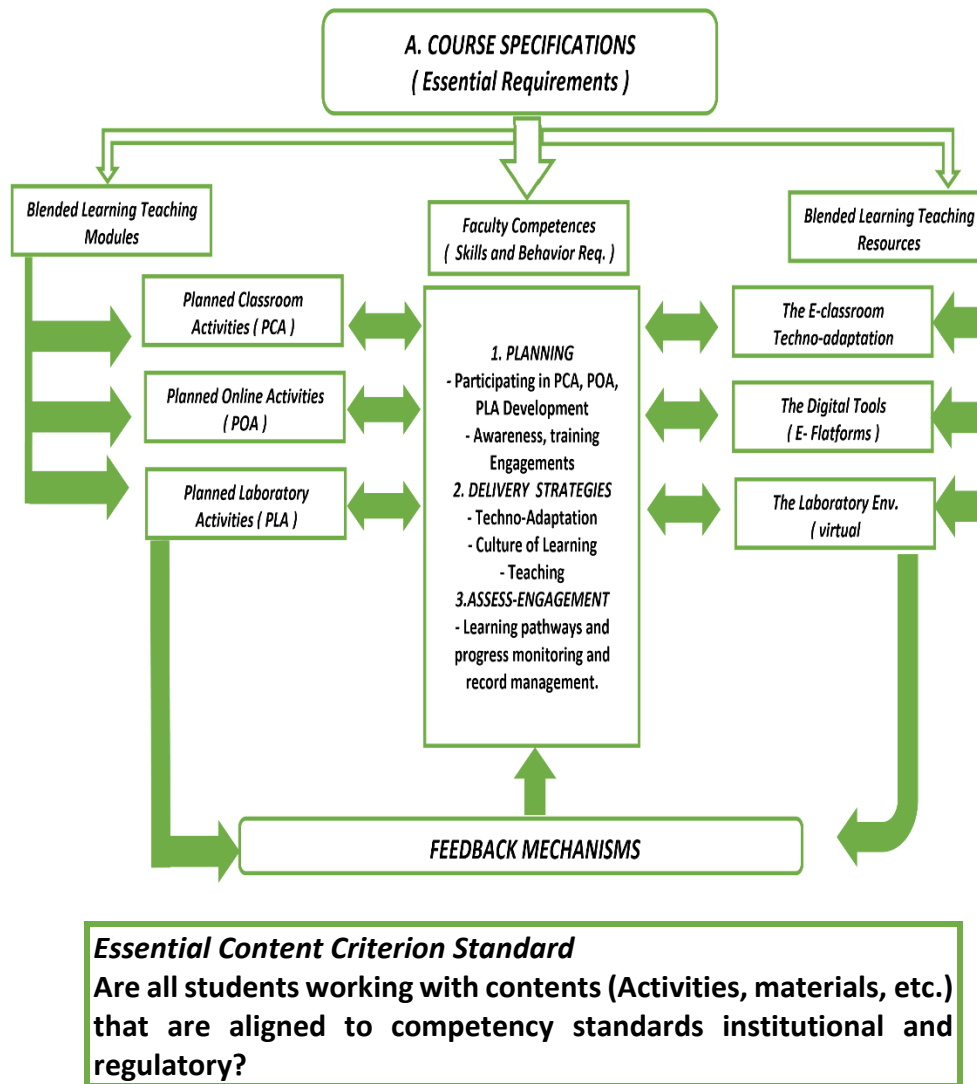 A. COURSE SPECIFICATIONS
( Essential Requirements )
Blended Learning Teaching
Modules
Faculty Competences
( Skills and Behavior Req. )
Blended Learning Teaching
Resources
Planned Classroom
Activities ( PCA )
Planned Online Activities
( POA )
Planned Laboratory
Activities ( PLA )
1. PLANNING
- Participating in PCA, POA,
PLA Development
- Awareness, training
Engagements
2. DELIVERY STRATEGIES
- Techno-Adaptation
- Culture of Learning
- Teaching
3.ASSESS-ENGAGEMENT
- Learning pathways and
progress monitoring and
record management.
The E-classroom
Techno-adaptation
The Digital Tools
( E- Flatforms )
The Laboratory Env.
( virtual
FEEDBACK MECHANISMS
Essential Content Criterion Standard
Are all students working with contents (Activities, materials, etc.)
that are aligned to competency standards institutional and
regulatory?